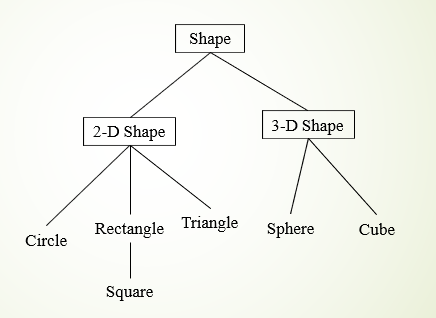 Shape
2-D Shape
3-D Shape
Circle
Rectangle
Triangle
Sphere
Cube
Square